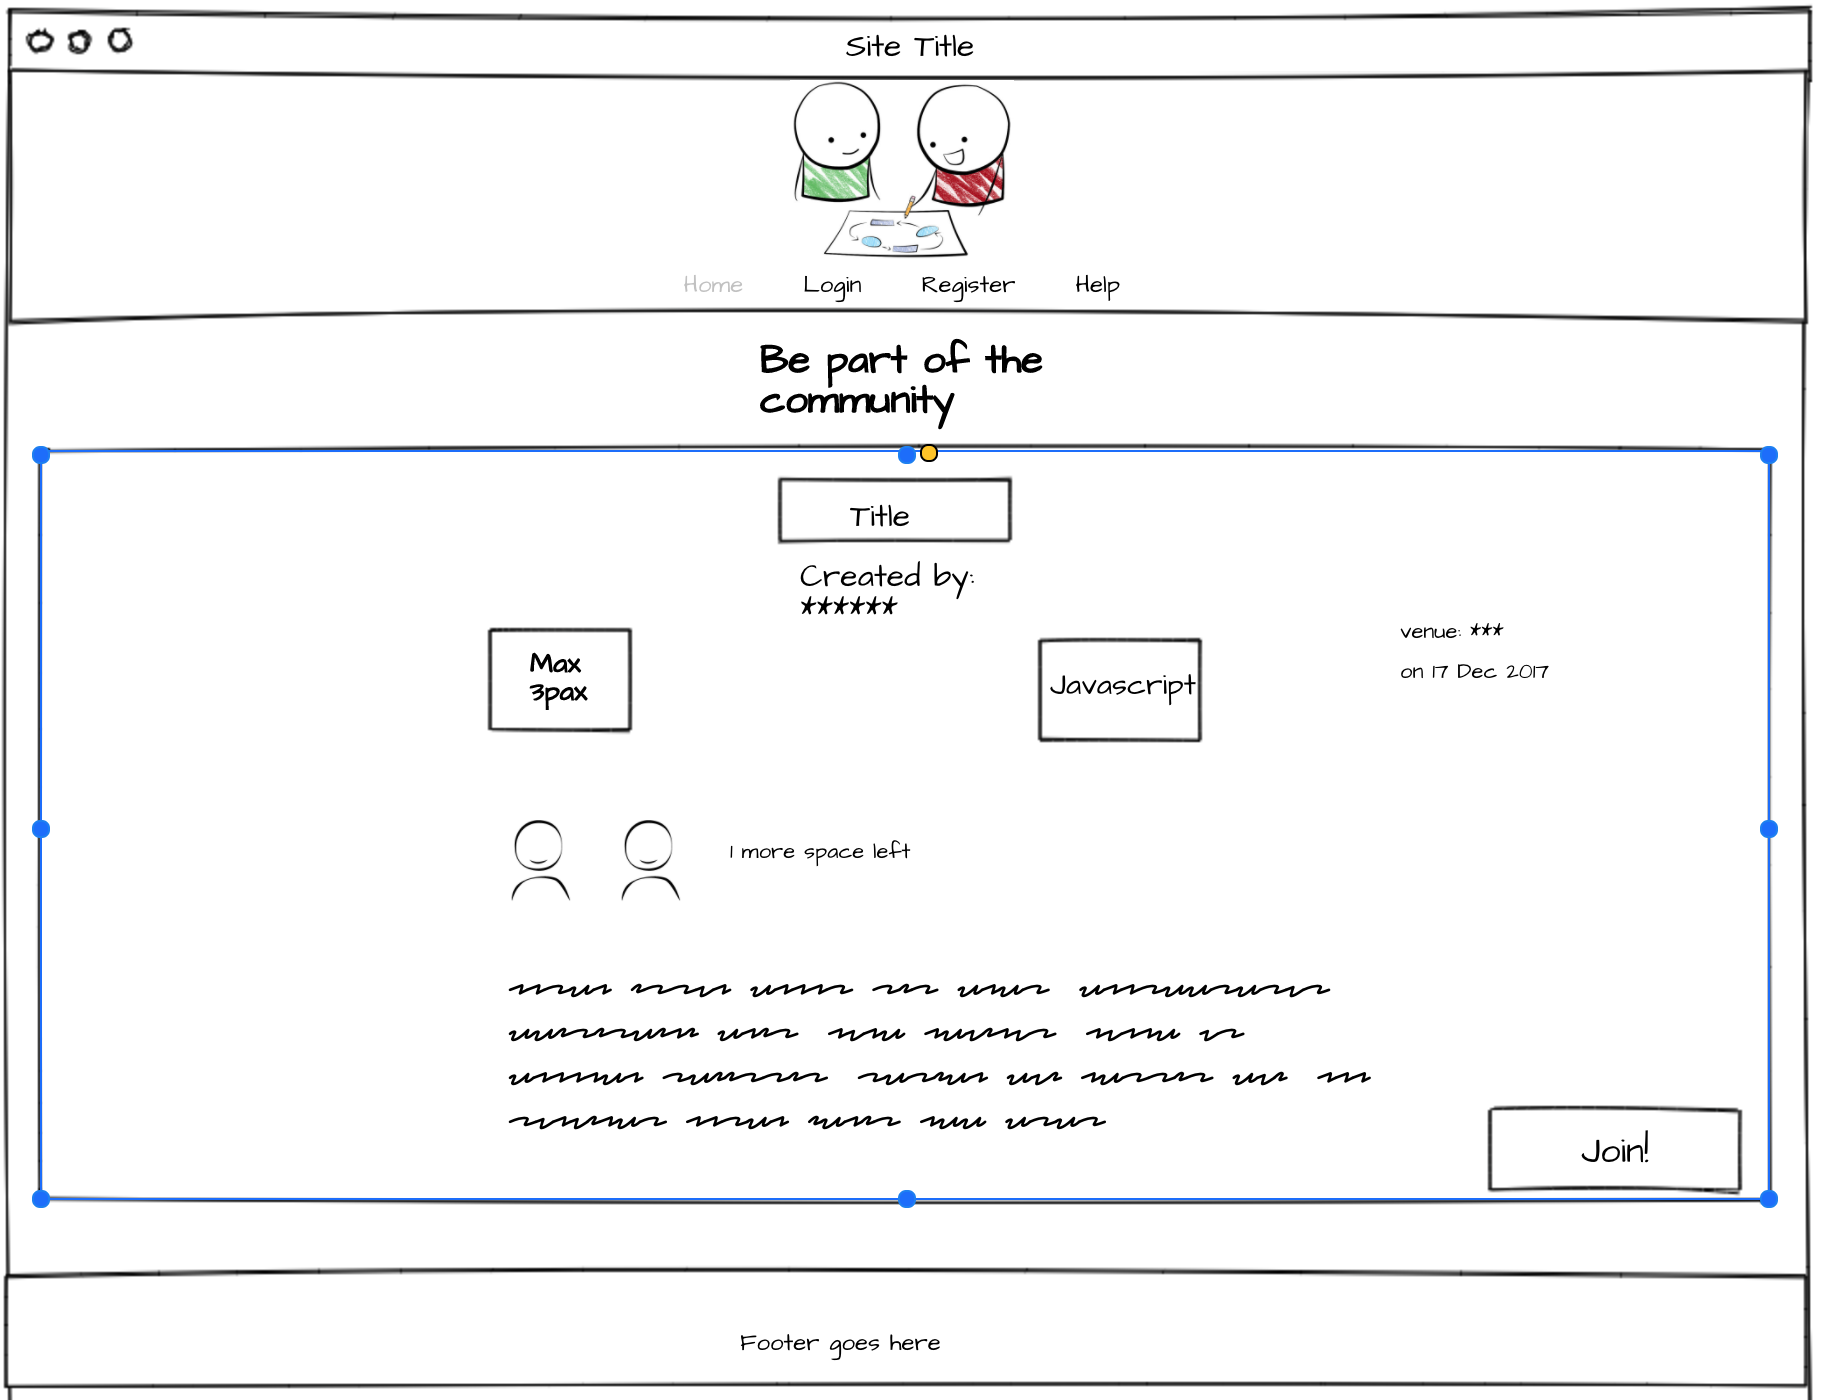 Site Title
Home Login Register Help
Be part of the
community
Title
Created by:
******
venue: ***
on 17 Dec 2017
Max
3pax
Javascript
1 more space left
Join!
Footer goes here